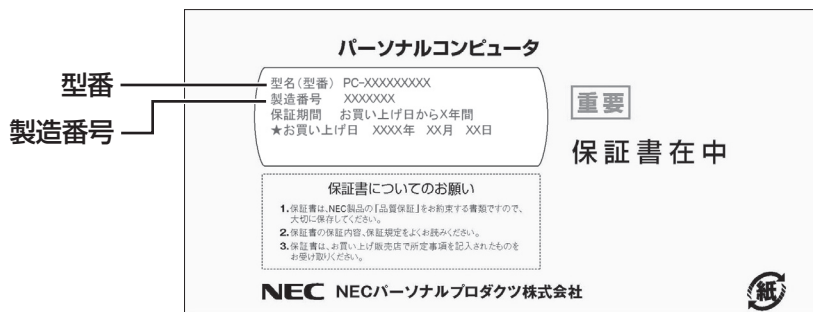 パーソナルコンピュータ
型番
製造番号
型名(型番) PC-XXXXXXXXX
製造番号 XXXXXXX
保証期間 お買い上げ日からX年間
★お買い上げ日 XXXX年 XX月 XX日
重要
保証書在中
保証書についてのお願い
1.保証書は、NEC製品の『品質保証』をお約束する書類ですので、
大切に保存してください。
2.保証書の保証内容、保証規定をよくお読みください。
3.保証書は、お買い上げ販売店で所定事項を記入されたものを
お受け取りください。
NEC NECパーソナルプロダクツ株式会社
紙